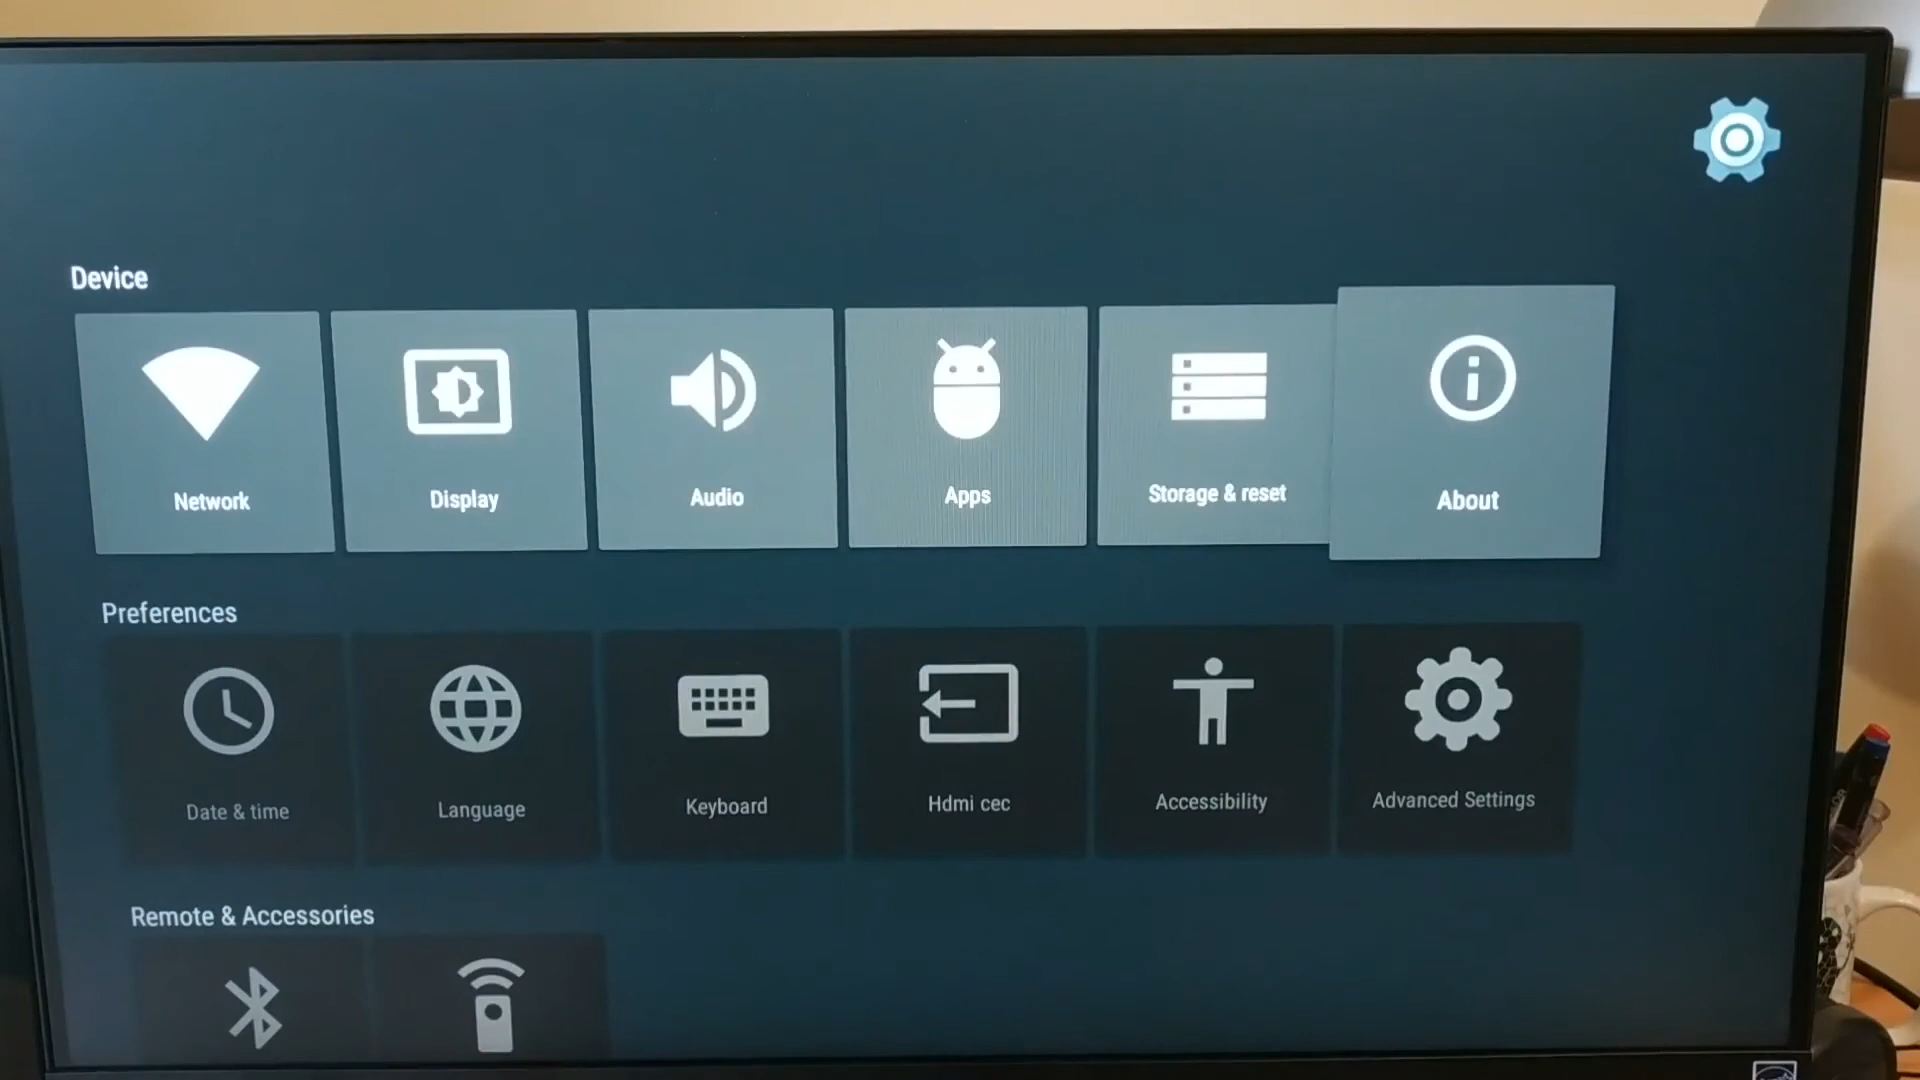 Device
Network
Display
Audio
Apps
Storage & reset
About
Preferences
Date & time
Language
Keyboard
Hdmi cec
Accessibility
Advanced Settings
Remote & Accessories